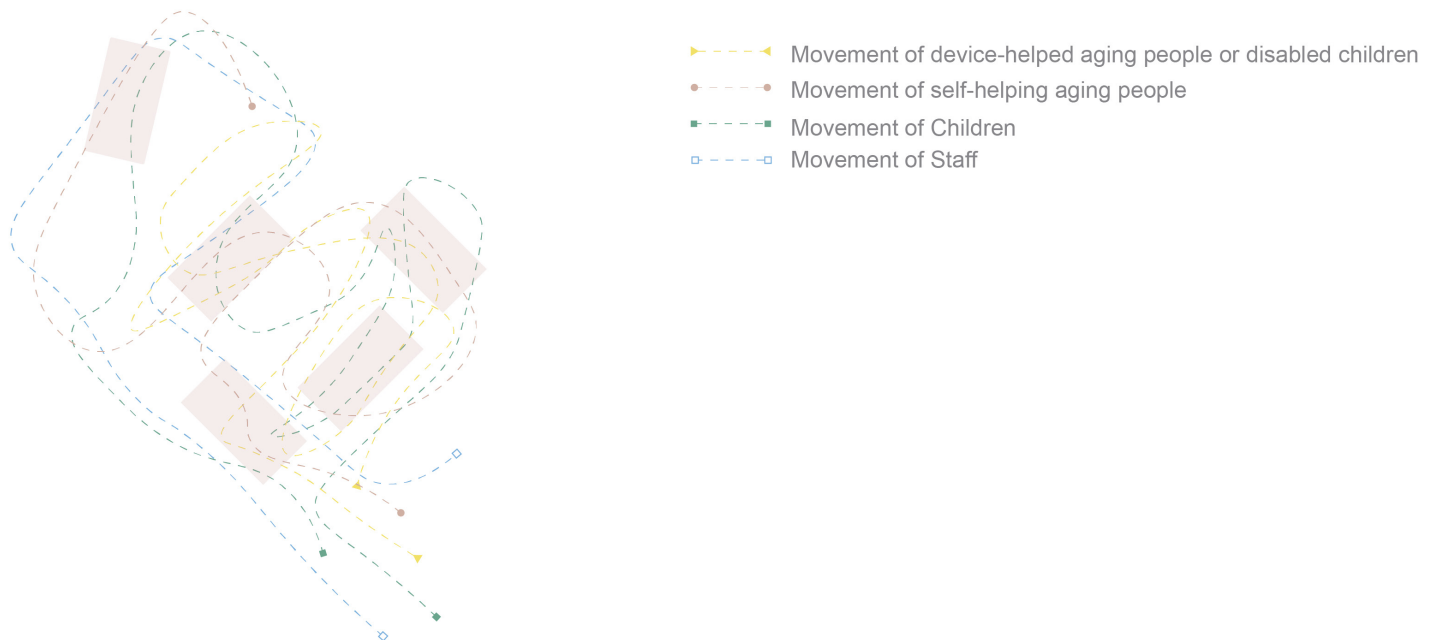 Movement of device-helped aging people or disabled children
Movement of self-helping aging people
Movement of Children
Movement of Staff